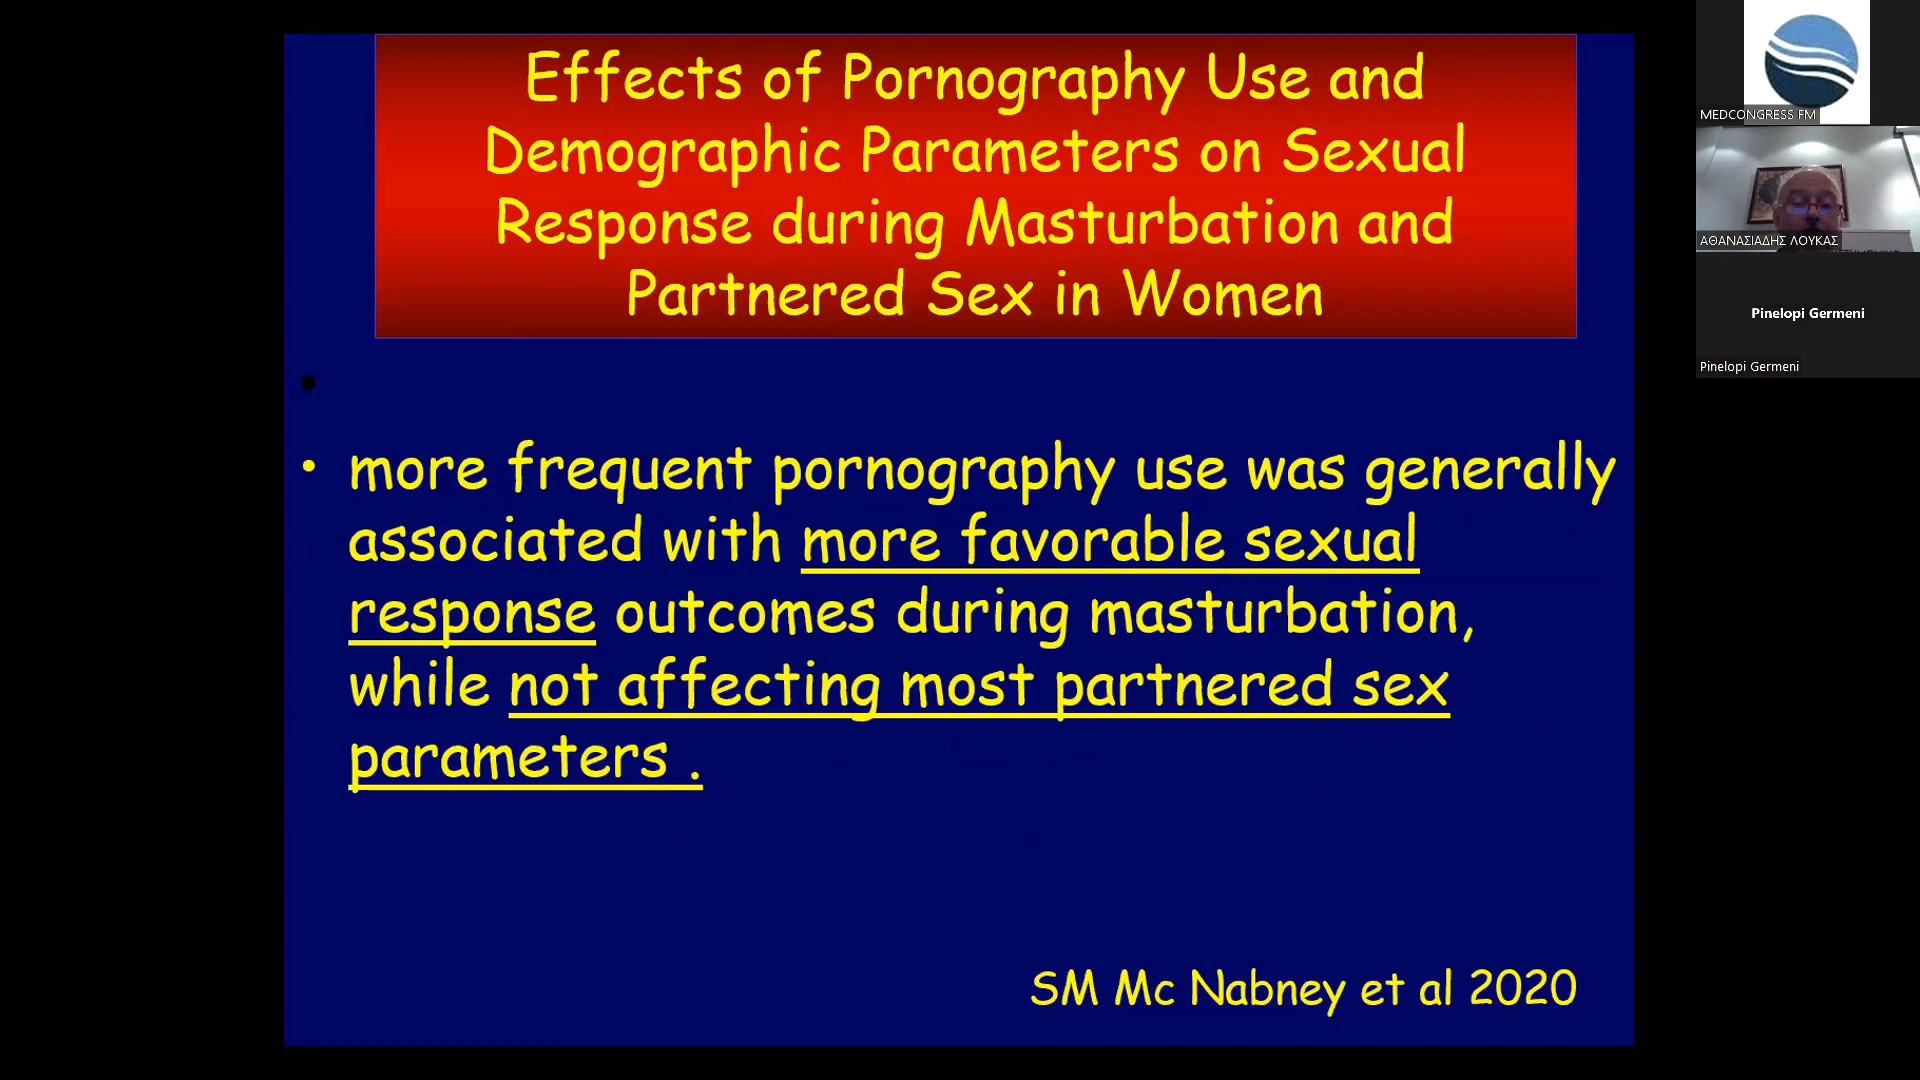 Effects of Pornography Use and
Demographic Parameters on Sexual
Response during Masturbation and
Partnered Sex in Women
• more frequent pornography use was generally
associated with more favorable sexual
response outcomes during masturbation,
while not affecting most partnered sex
parameters .
SM Mc Nabney et al 2020
MEDCONGRESS FM
ΑΘΑΝΑΣΙΑΔΗΣ ΛΟΥΚΑΣ
Pinelopi Germeni
Pinelopi Germeni